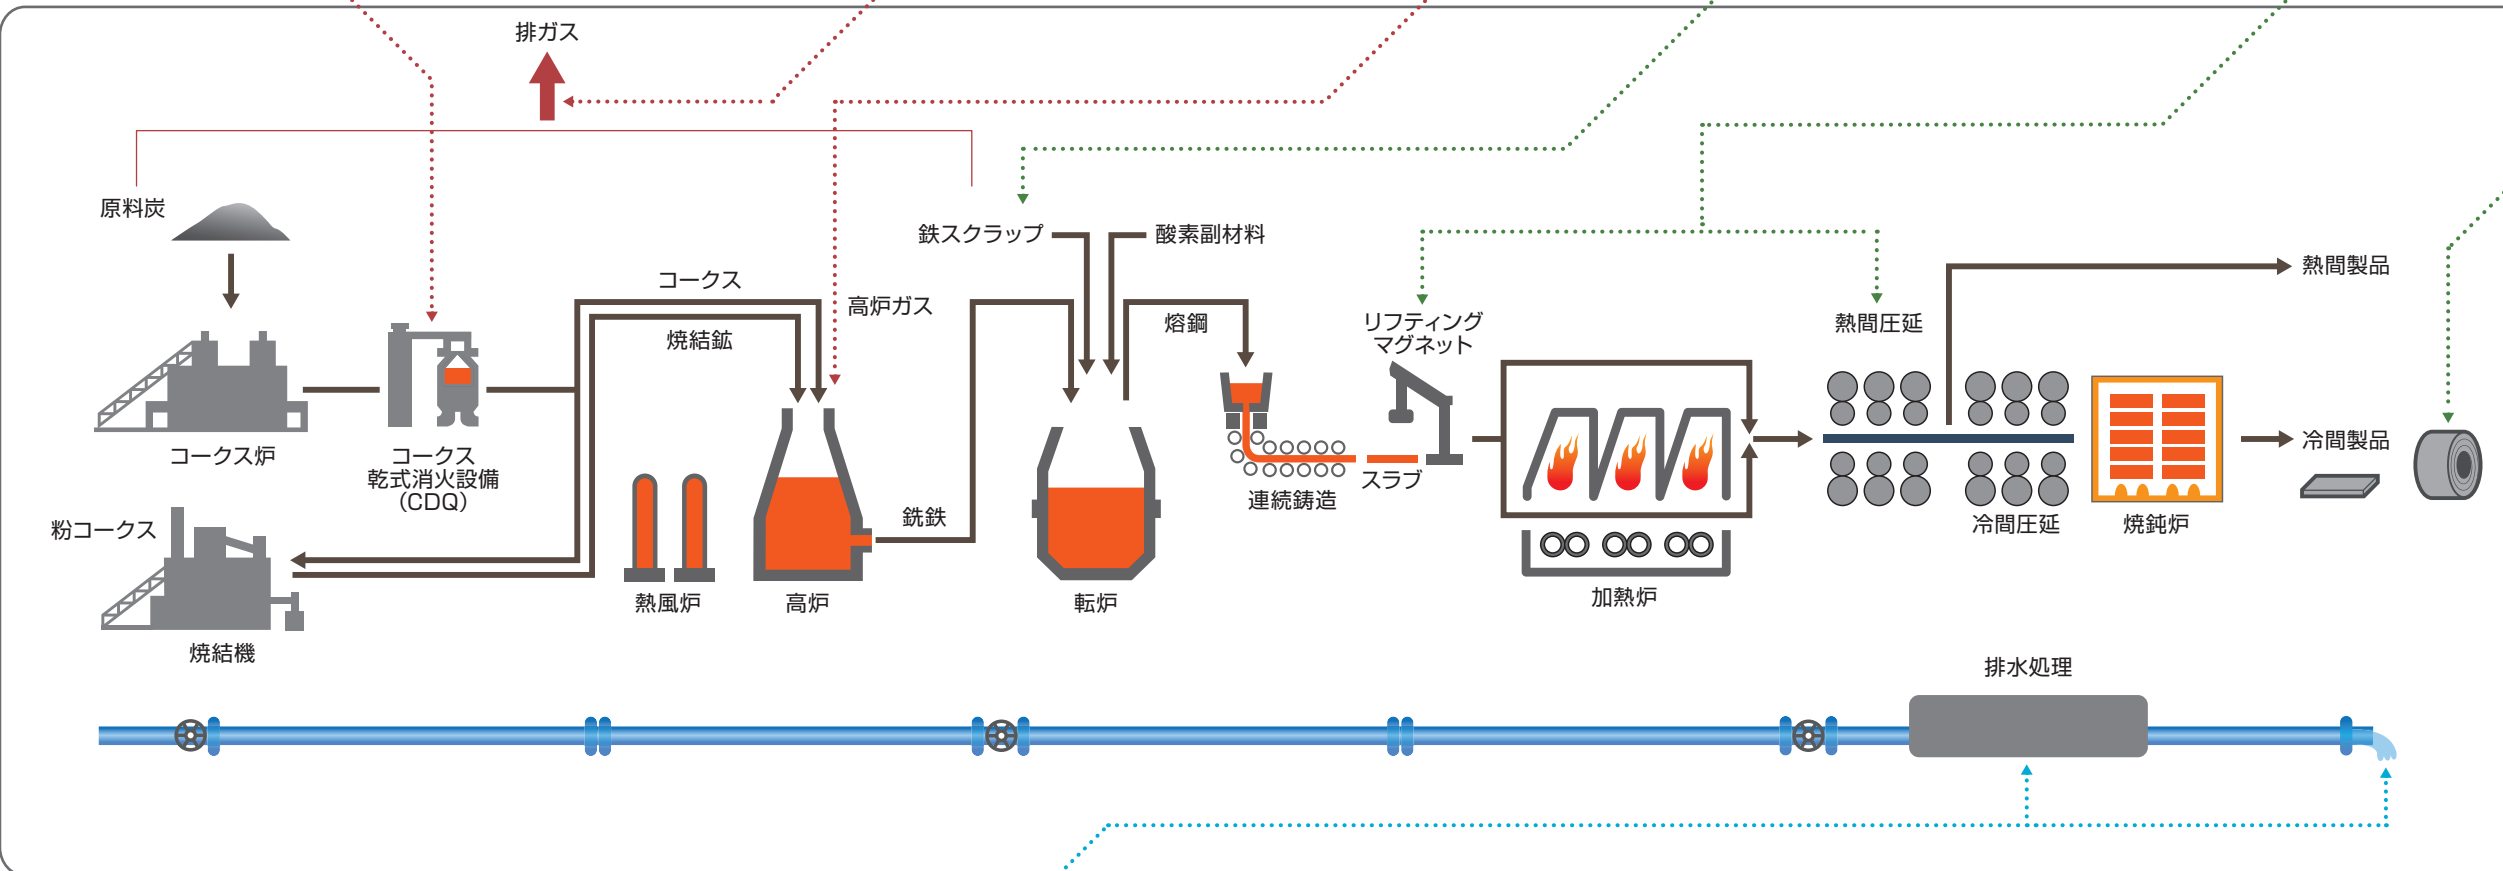 排ガス
原料炭
鉄スクラップ
酸素副材料
コークス
高炉ガス
焼結鉱
熔鋼
リフティング
マグネット
熱間圧延
熱間製品
コークス炉
コークス
乾式消火設備
(CDQ)
粉コークス
焼結機
熱風炉
高炉
銑鉄
転炉
連続鋳造
スラブ
加熱炉
冷間圧延
焼鈍炉
冷間製品
排水処理